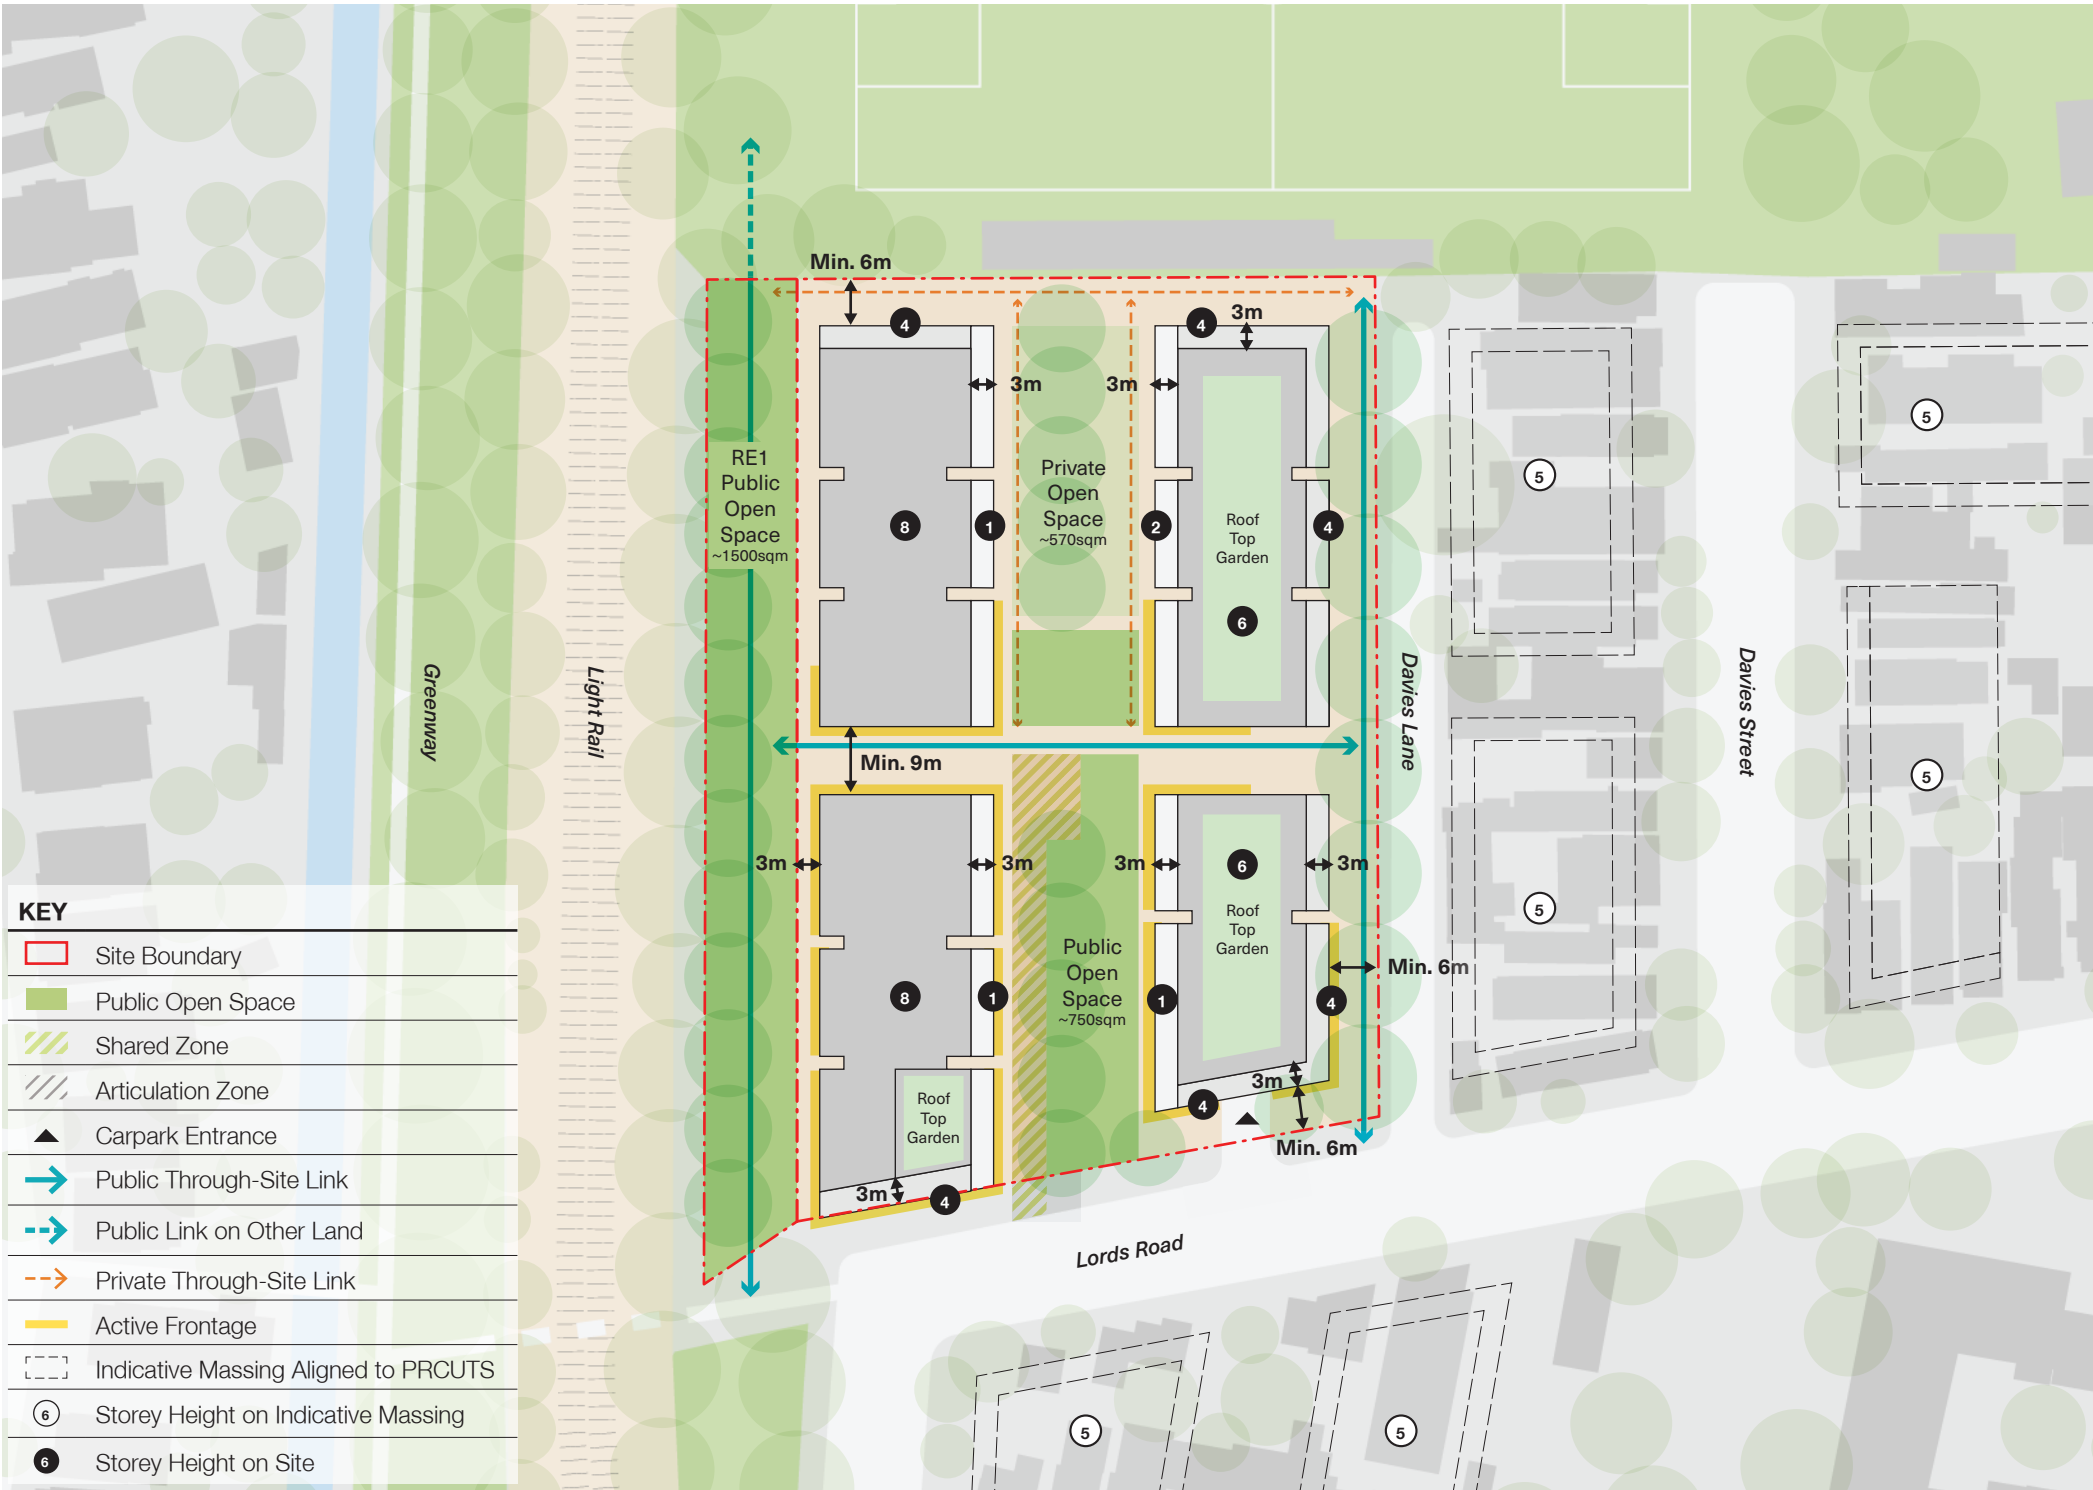 Min. 6m
4
4
3m
3m
3m
RE1
Public
Open
Space
~1500sqm
Private
Open
Space
~570sqm
8
1
2
Roof
Top
Garden
4
6
5
5
5
5
Greenway
Light Rail
Davies Lane
Davies Street
Min. 9m
3m
3m
3m
6
3m
Roof
Top
Garden
Public
Open
Space
~750sqm
Min. 6m
8
1
1
4
3m
4
Roof
Top
Garden
Min. 6m
3m
4
Lords Road
5
5
KEY
Site Boundary
Public Open Space
Shared Zone
Articulation Zone
Carpark Entrance
Public Through-Site Link
Public Link on Other Land
Private Through-Site Link
Active Frontage
Indicative Massing Aligned to PRCUTS
6 Storey Height on Indicative Massing
6 Storey Height on Site